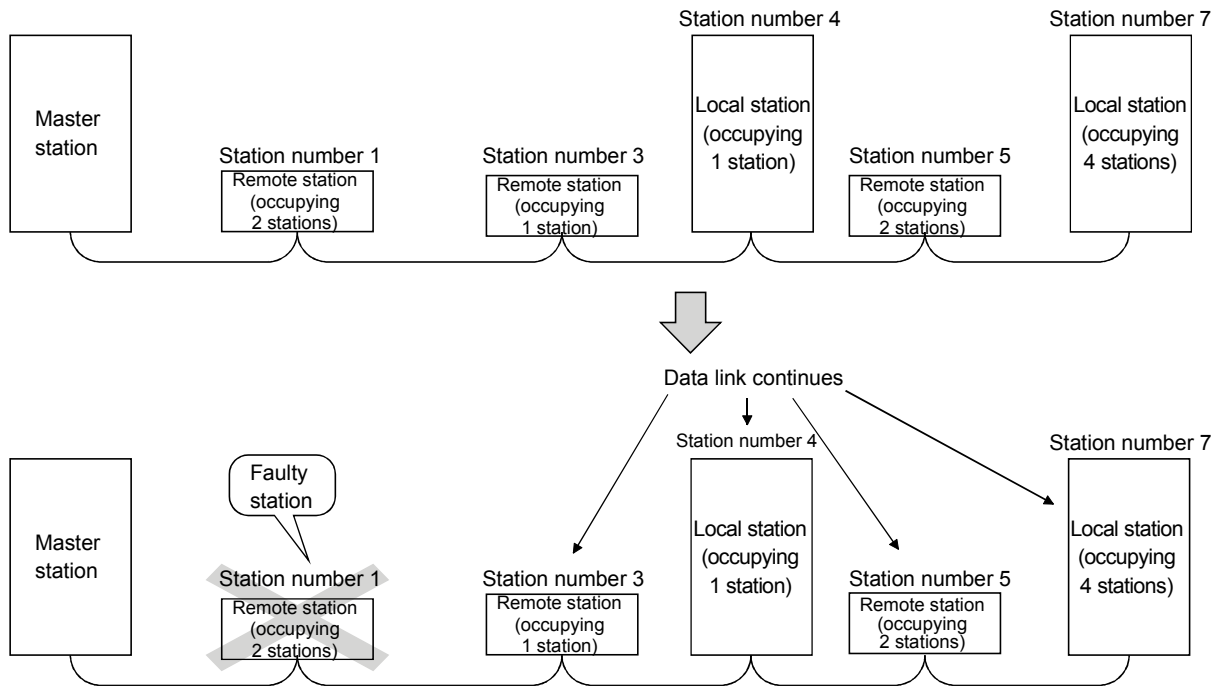 Station number 4
Station number 7
Master
station
Station number 1
Remote station
(occupying
2 stations)
Station number 3
Remote station
(occupying
1 station)
Local station
(occupying
1 station)
Station number 5
Remote station
(occupying
2 stations)
Local station
(occupying
4 stations)
Data link continues
Station number 4
Station number 7
Master
station
Faulty
station
Station number 1
Remote station
(occupying
2 stations)
Station number 3
Remote station
(occupying
1 station)
Local station
(occupying
1 station)
Station number 5
Remote station
(occupying
2 stations)
Local station
(occupying
4 stations)